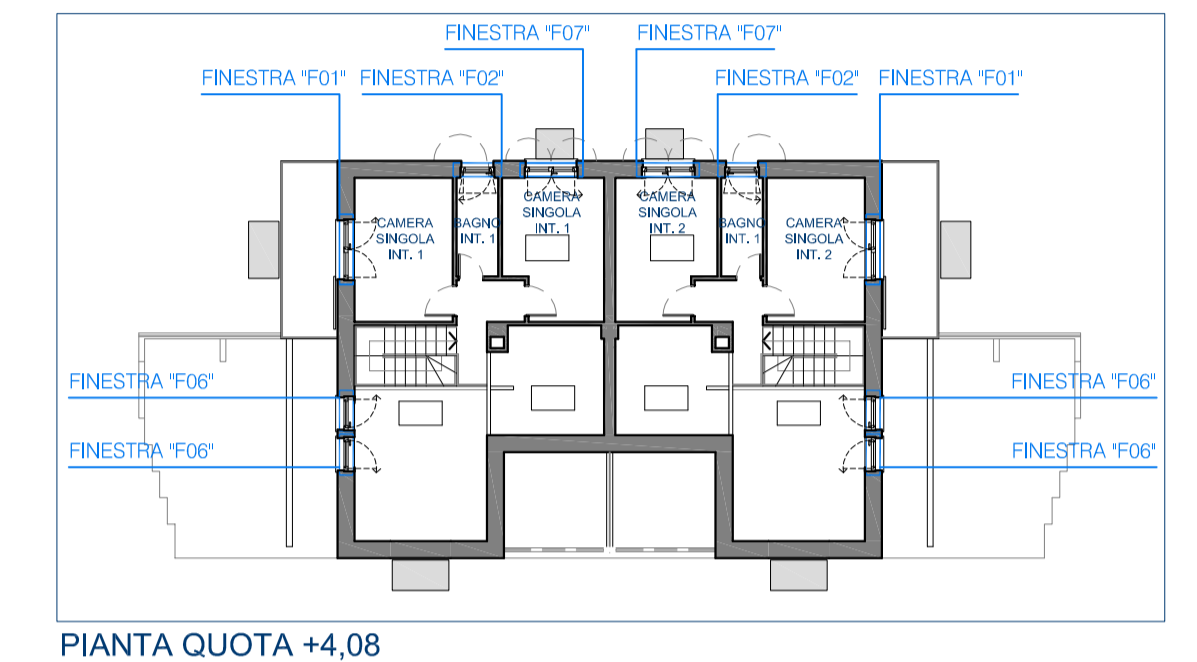 FINESTRA "F07"
FINESTRA "F07"
FINESTRA "F01"
FINESTRA "F02"
FINESTRA "F02"
FINESTRA "F01"
CAMERA
SINGOLA
INT. 1
BAGNO
INT. 1
CAMERA
SINGOLA
INT. 1
CAMERA
SINGOLA
INT. 2
BAGNO
INT. 1
CAMERA
SINGOLA
INT. 2
FINESTRA "F06"
FINESTRA "F06"
FINESTRA "F06"
FINESTRA "F06"
PIANTA QUOTA +4,08